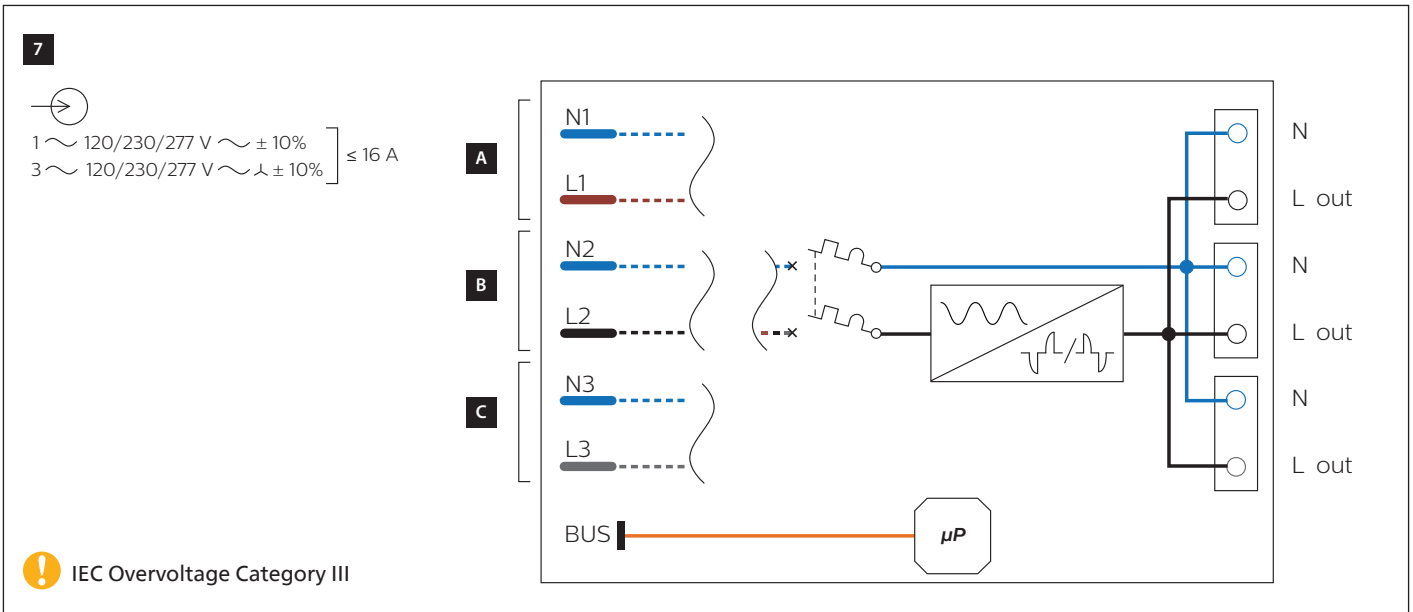 7
1 ~ 120/230/277 V ~ ± 10%
3 ~ 120/230/277 V ~ ⅄ ± 10%
≤ 16 A
A
N1
L1
B
N2
L2
C
N3
L3
BUS
µP
N
L out
N
L out
N
L out
! IEC Overvoltage Category III